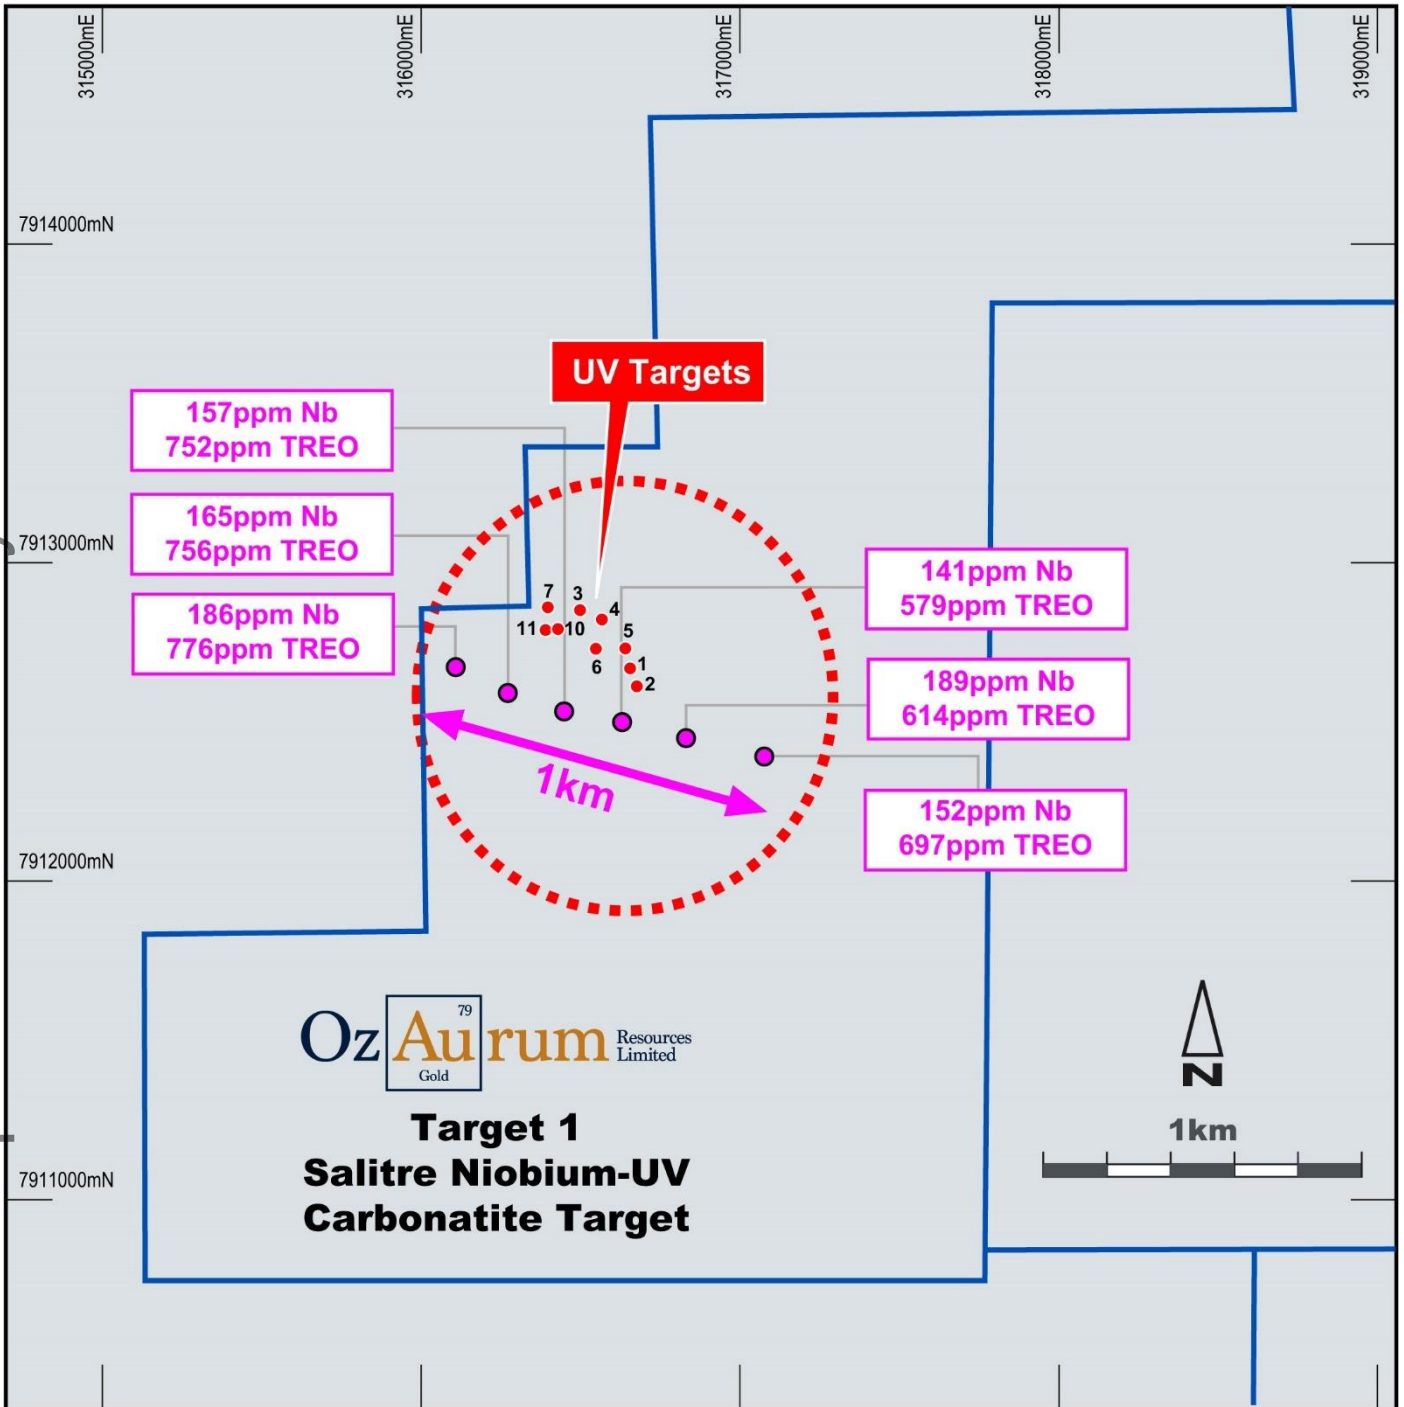 315000mE
316000mE
317000mE
318000mE
319000mE
7914000mN
UV Targets
157ppm Nb
752ppm TREO
165ppm Nb
756ppm TREO
7913000mN
186ppm Nb
776ppm TREO
141ppm Nb
579ppm TREO
7
3
4
11
10
5
6
1
2
189ppm Nb
614ppm TREO
1km
152ppm Nb
697ppm TREO
7912000mN
79
Oz Aurum Resources
Limited
Gold
Target 1
Salitre Niobium-UV
Carbonatite Target
N
1km
7911000mN